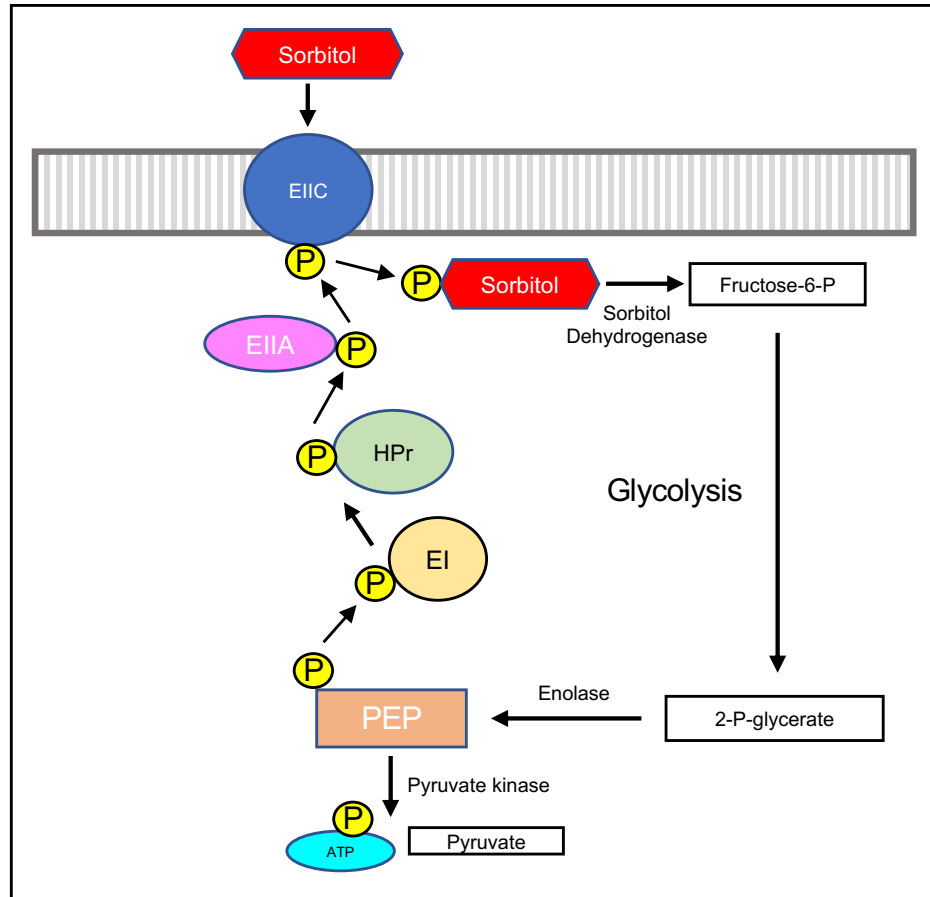 Sorbitol
EIIC
P
P
Sorbitol
Fructose-6-P
Sorbitol
Dehydrogenase
EIIA
P
P
HPr
Glycolysis
EI
P
P
PEP
Enolase
2-P-glycerate
Pyruvate kinase
P
ATP
Pyruvate